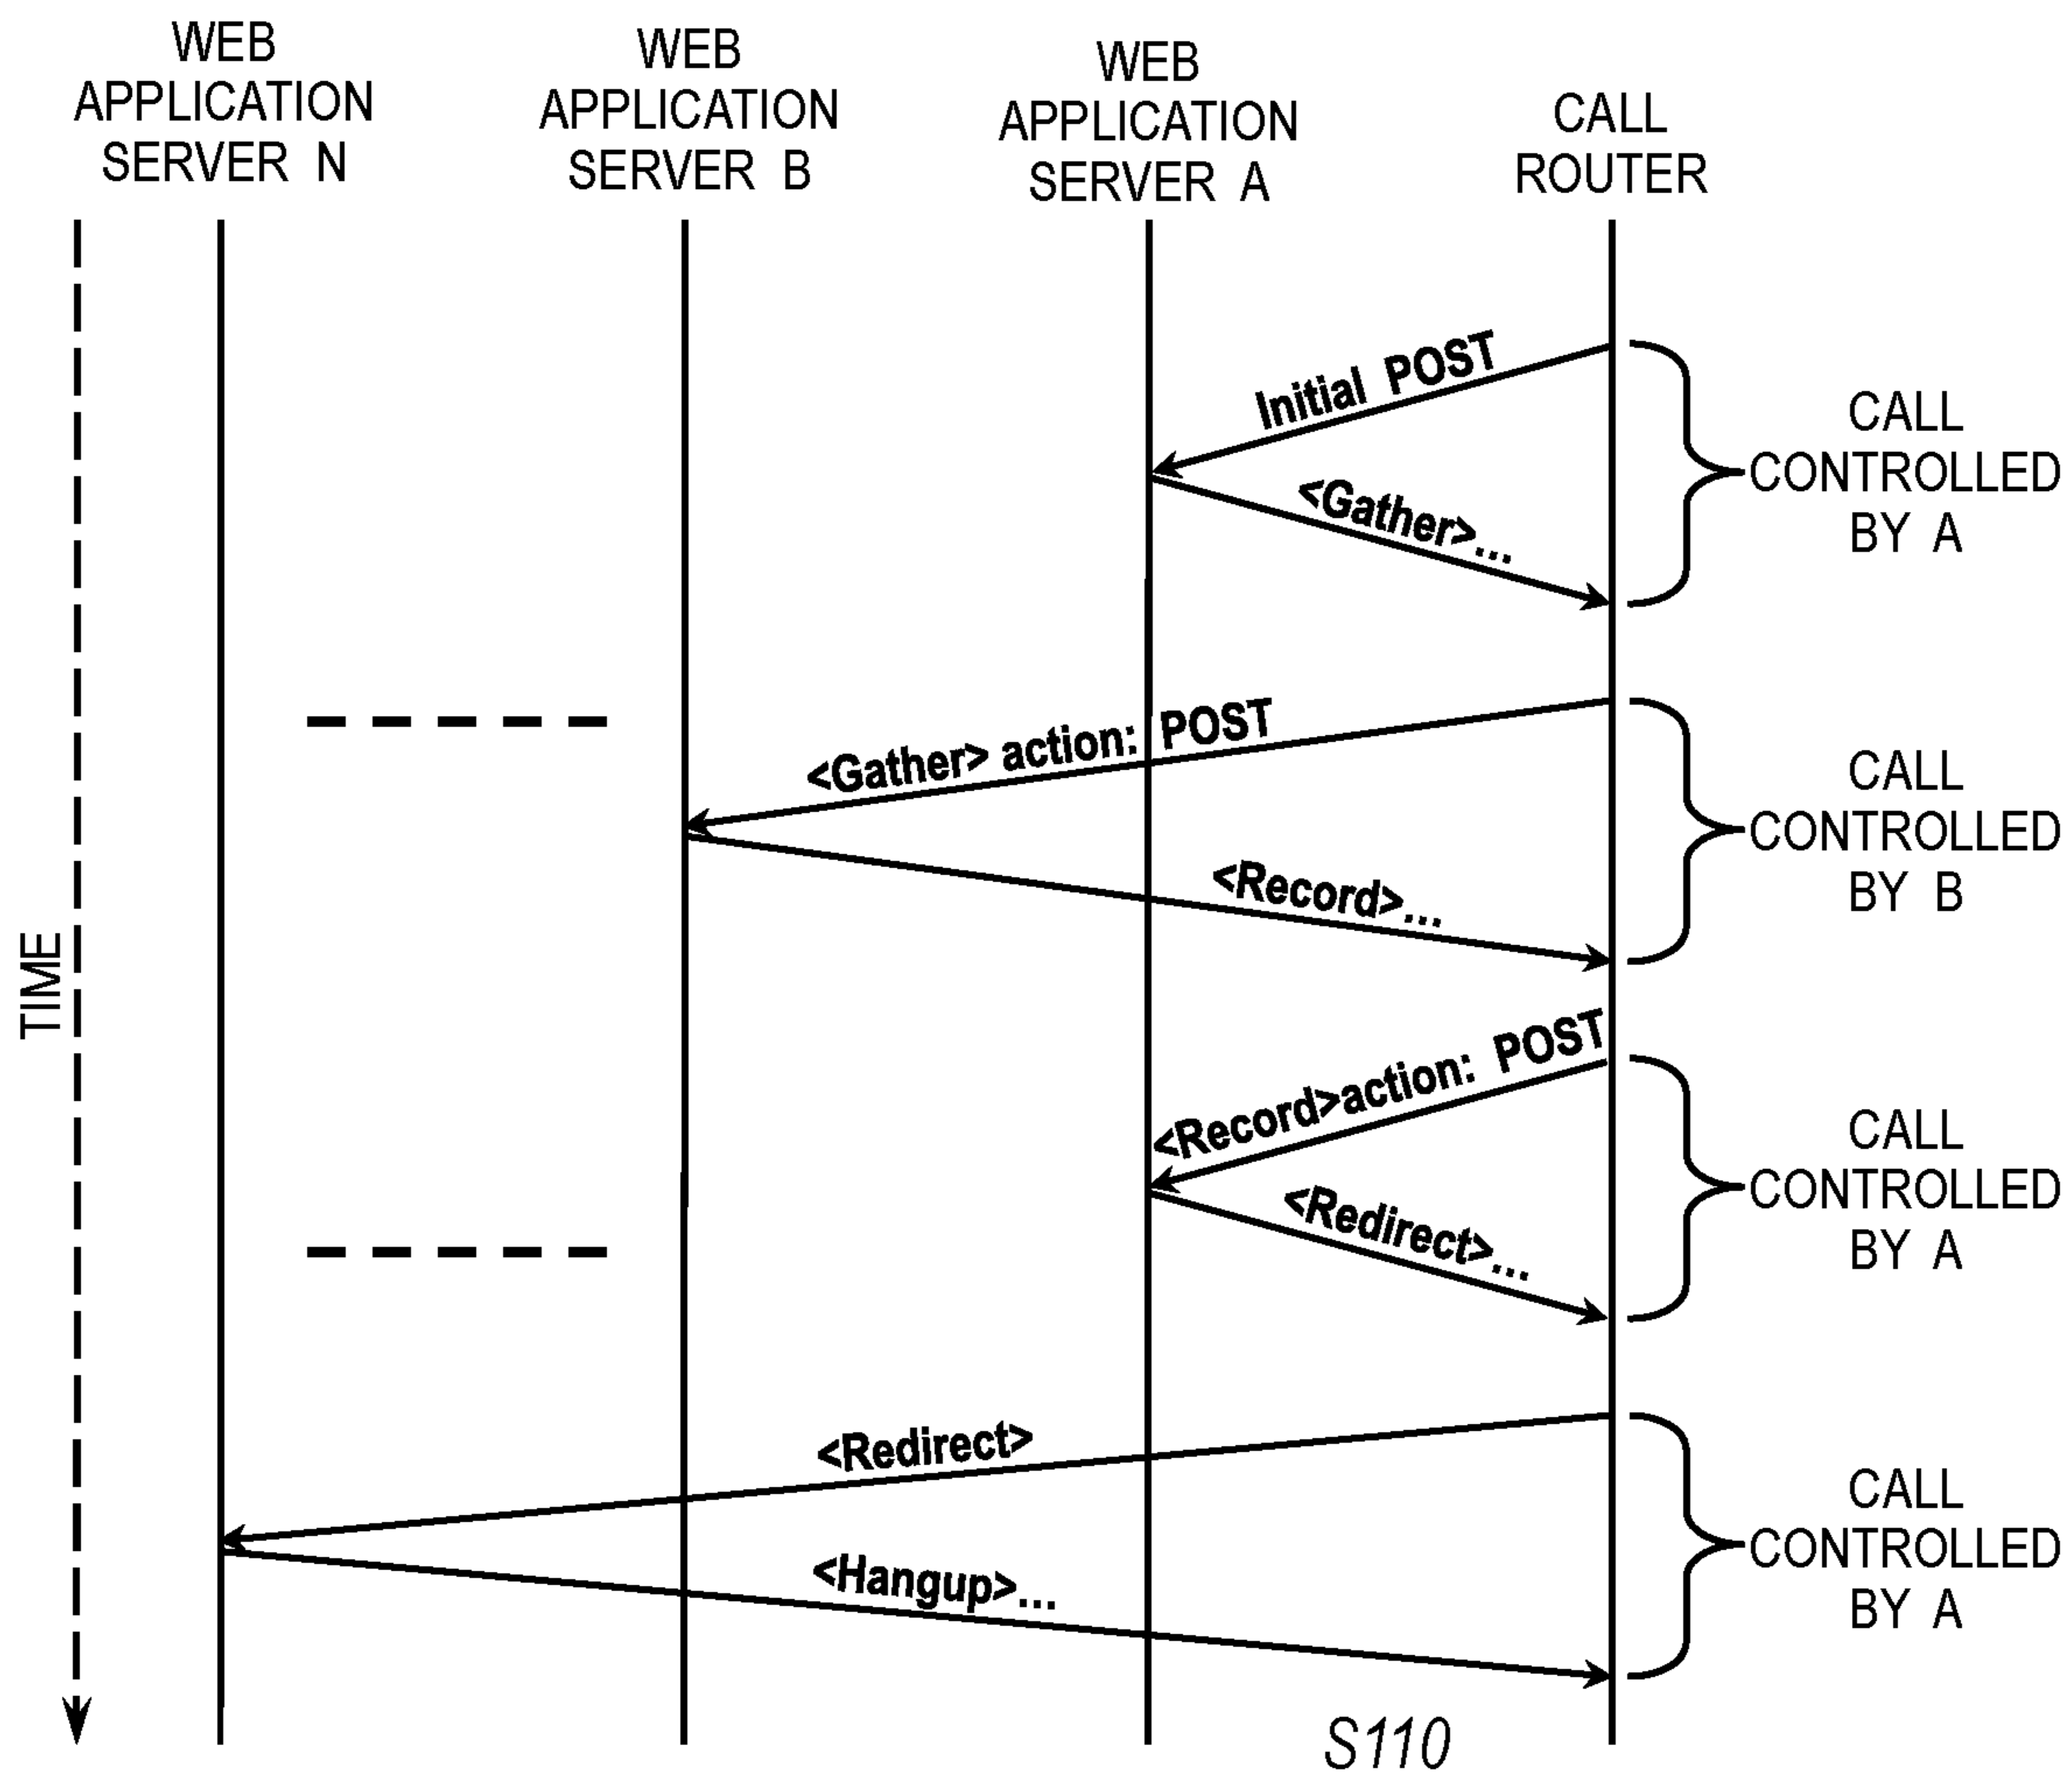 WEB
APPLICATION
SERVER N
WEB
APPLICATION
SERVER B
WEB
APPLICATION
SERVER A
CALL
ROUTER
Initial POST
<Gather>...
CALL
CONTROLLED
BY A
<Gather> action: POST
<Record>...
CALL
CONTROLLED
BY B
TIME
<Record>action: POST
<Redirect>...
CALL
CONTROLLED
BY A
<Redirect>
<Hangup>...
CALL
CONTROLLED
BY A
S110